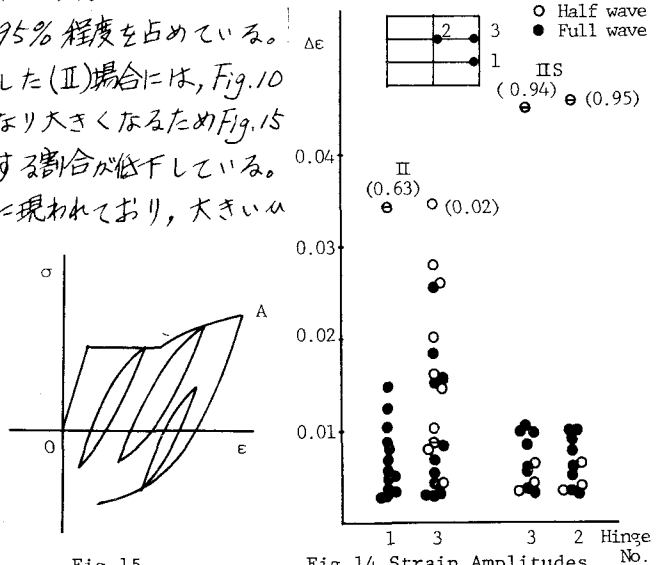 95% 程度を占めている。
した(Ⅱ)場合には, Fig.10
なり大きくなるためFig.15
する割合が低下している。
に現われており, 大きい
σ
A
0
ε
Fig.15
Δε
0.04
0.03
0.02
0.01
2
3
1
Half wave
Full wave
ⅡS
(0.94)
(0.95)
Ⅱ
(0.63)
(0.02)
1 3 3 2 Hinge
No.
Fig.14 Strain Amplitudes